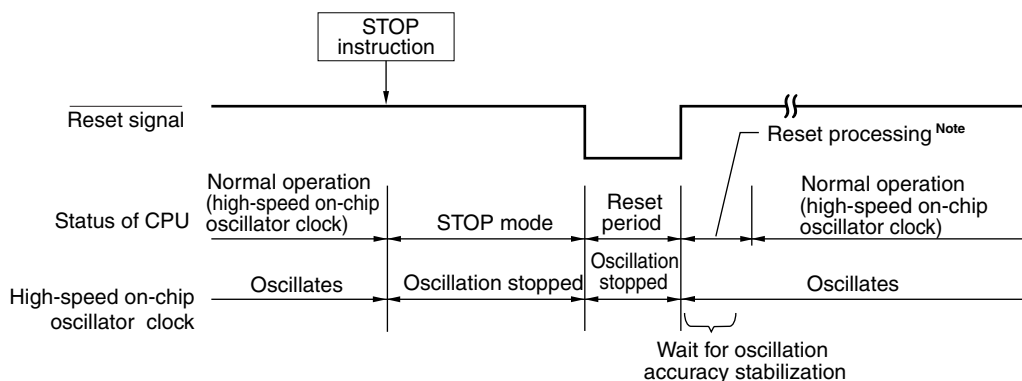 STOP
instruction
Reset signal
Reset processing Note
Status of CPU
Normal operation
(high-speed on-chip
oscillator clock)
STOP mode
Reset
period
Normal operation
(high-speed on-chip
oscillator clock)
High-speed on-chip
oscillator clock
Oscillates
Oscillation stopped
Oscillation
stopped
Oscillates
Wait for oscillation
accuracy stabilization